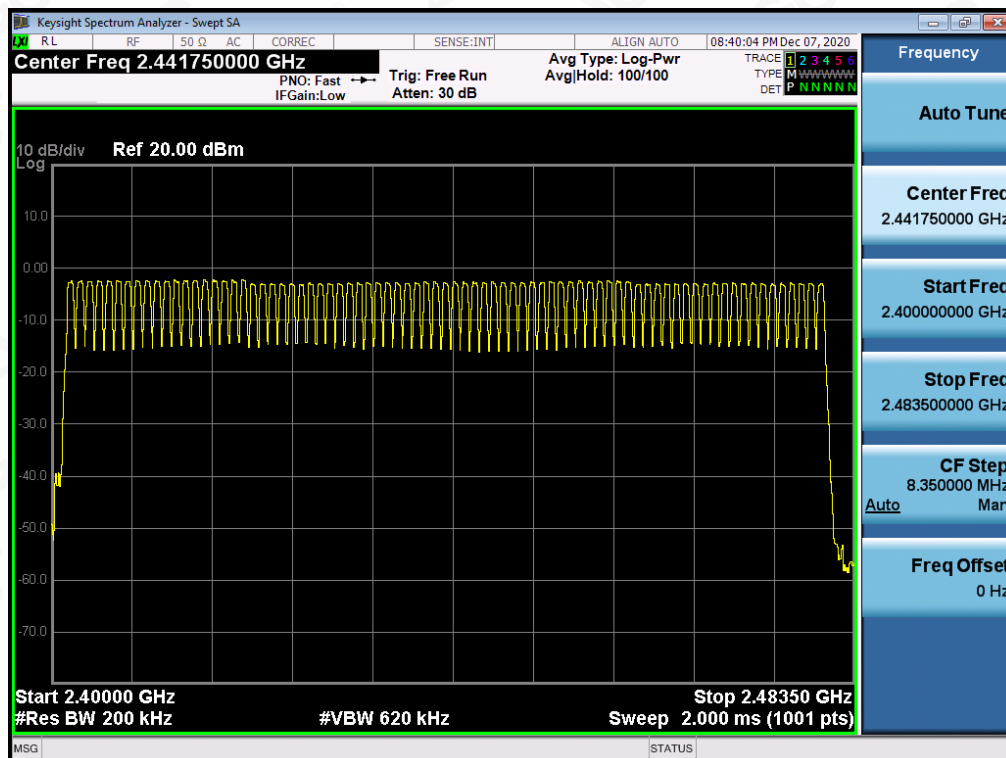 Keysight Spectrum Analyzer - Swept SA
LXI RL RF 50 Ω AC CORREC SENSE:INT ALIGN AUTO 08:40:04 PM Dec 07, 2020
Center Freq 2.441750000 GHz
PNO: Fast
IFGain:Low
Trig: Free Run
Atten: 30 dB
Avg Type: Log-Pwr
Avg|Hold: 100/100
TRACE 1 2 3 4 5 6
TYPE M WWWWW
DET P N N N N N
10 dB/div Ref 20.00 dBm
Log
10.0
0.00
-10.0
-20.0
-30.0
-40.0
-50.0
-60.0
-70.0
Start 2.40000 GHz Stop 2.48350 GHz
#Res BW 200 kHz #VBW 620 kHz Sweep 2.000 ms (1001 pts)
MSG STATUS
Frequency
Auto Tune
Center Freq
2.441750000 GHz
Start Freq
2.400000000 GHz
Stop Freq
2.483500000 GHz
CF Step
8.350000 MHz
Auto Man
Freq Offset
0 Hz